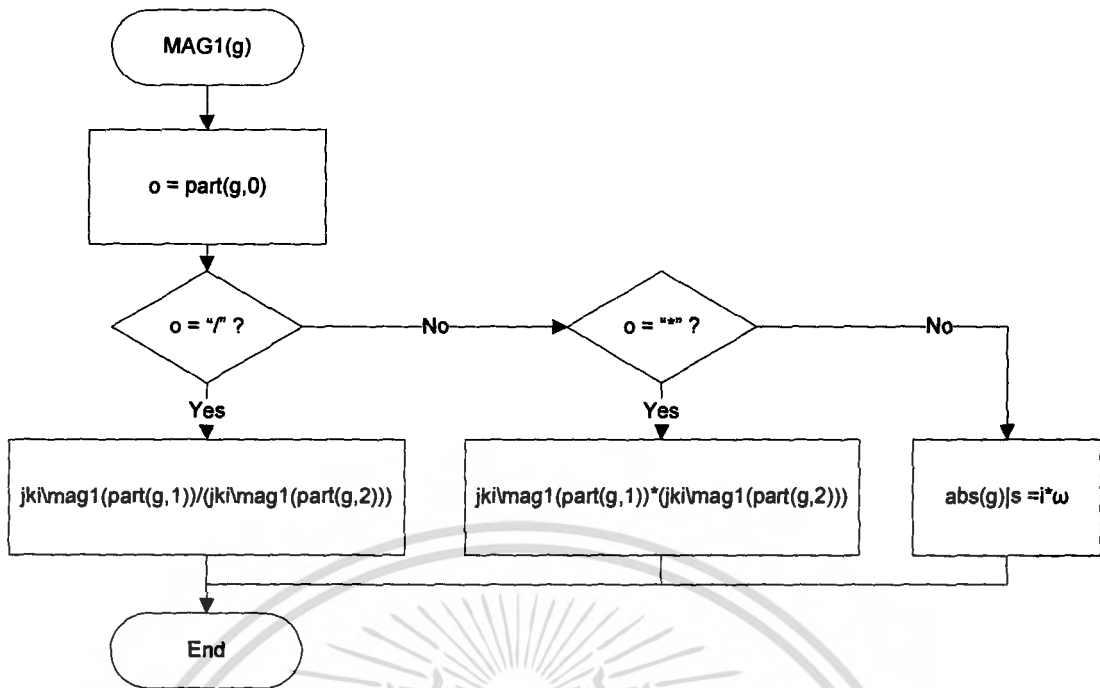 MAG1(g)
o = part(g,0)
o = "/" ?
No
o = "*" ?
No
Yes
Yes
jki\mag1(part(g,1))/(jki\mag1(part(g,2)))
jki\mag1(part(g,1))*(jki\mag1(part(g,2)))
abs(g)|s =i*ω
End